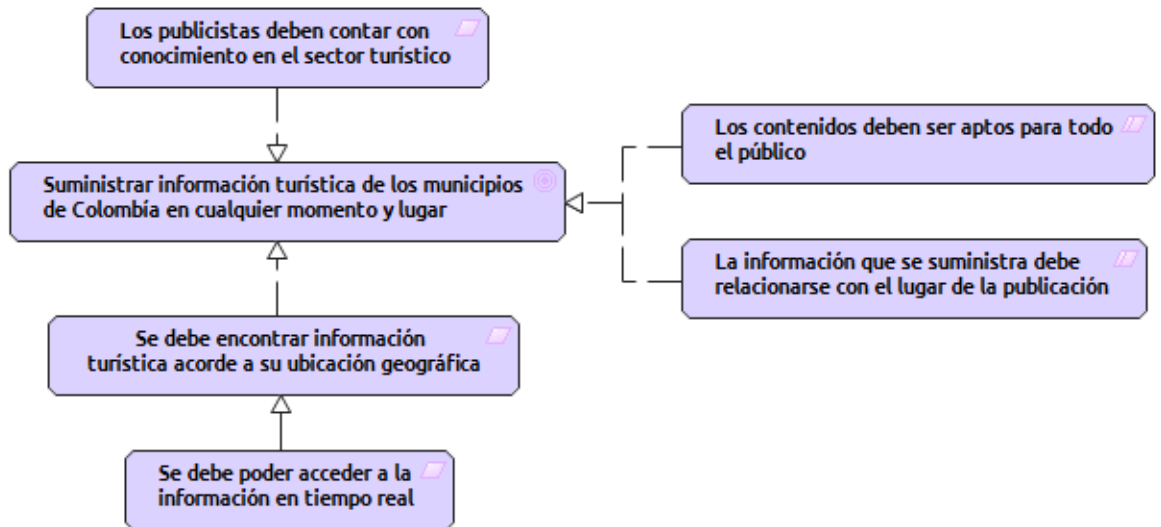 Los publicistas deben contar con
conocimiento en el sector turístico
Los contenidos deben ser aptos para todo
el público
Suministrar información turística de los municipios
de Colombía en cualquier momento y lugar
La información que se suministra debe
relacionarse con el lugar de la publicación
Se debe encontrar información
turística acorde a su ubicación geográfica
Se debe poder acceder a la
información en tiempo real